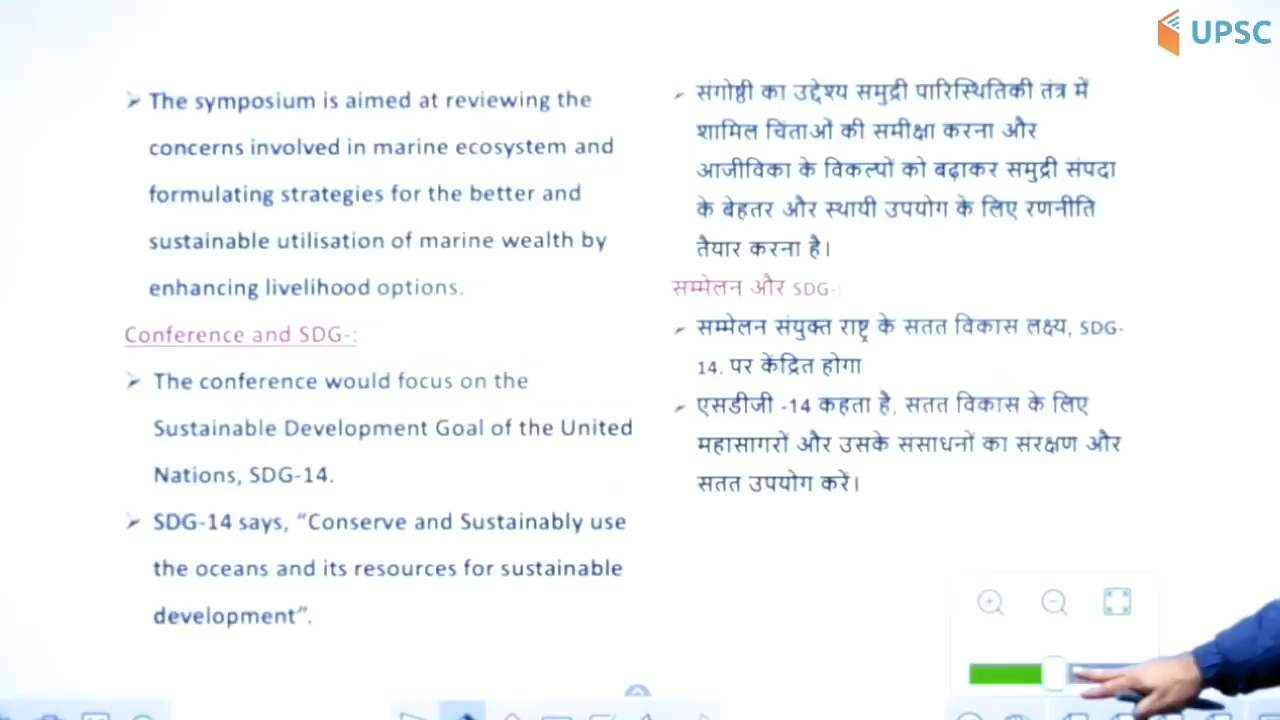 UPSC
➢ The symposium is aimed at reviewing the
concerns involved in marine ecosystem and
formulating strategies for the better and
sustainable utilisation of marine wealth by
enhancing livelihood options.
Conference and SDG-:
➢ The conference would focus on the
Sustainable Development Goal of the United
Nations, SDG-14.
➢ SDG-14 says, “Conserve and Sustainably use
the oceans and its resources for sustainable
development”.
➢ संगोष्ठी का उद्देश्य समुद्री पारिस्थितिकी तंत्र में
शामिल चिंताओं की समीक्षा करना और
आजीविका के विकल्पों को बढ़ाकर समुद्री संपदा
के बेहतर और स्थायी उपयोग के लिए रणनीति
तैयार करना है।
सम्मेलन और SDG-:
➢ सम्मेलन संयुक्त राष्ट्र के सतत विकास लक्ष्य, SDG-
14. पर केंद्रित होगा
➢ एसडीजी -14 कहता है, सतत विकास के लिए
महासागरों और उसके संसाधनों का संरक्षण और
सतत उपयोग करें।